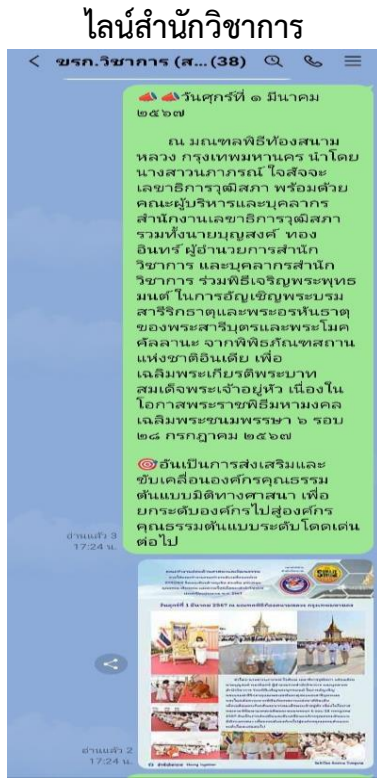 ไลน์สำนักวิชาการ
ขรก.วิชาการ (ส...(38)
📣📣วันศุกร์ที่ ๑ มีนาคม
๒๕๖๗
ณ มณฑลพิธีท้องสนาม
หลวง กรุงเทพมหานคร นำโดย
นางสาวนภาภรณ์ ใจสัจจะ
เลขาธิการวุฒิสภา พร้อมด้วย
คณะผู้บริหารและบุคลากร
สำนักงานเลขาธิการวุฒิสภา
รวมทั้งนายบุญสงค์ ทอง
อินทร์ ผู้อำนวยการสำนัก
วิชาการ และบุคลากรสำนัก
วิชาการ ร่วมพิธีเจริญพระพุทธ
มนต์ ในการอัญเชิญพระบรม
สารีริกธาตุและพระอรหันธาตุ
ของพระสารีบุตรและพระโมค
คัลลานะ จากพิพิธภัณฑสถาน
แห่งชาติอินเดีย เพื่อ
เฉลิมพระเกียรติพระบาท
สมเด็จพระเจ้าอยู่หัว เนื่องใน
โอกาสพระราชพิธีมหามงคล
เฉลิมพระชนมพรรษา ๖ รอบ
๒๘ กรกฎาคม ๒๕๖๗
🎯อันเป็นการส่งเสริมและ
ขับเคลื่อนองค์กรคุณธรรม
ต้นแบบมิติทางศาสนา เพื่อ
ยกระดับองค์กรไปสู่องค์กร
คุณธรรมต้นแบบระดับโดดเด่น
ต่อไป
อ่านแล้ว 3
17:24 น.
วันศุกร์ที่ 1 มีนาคม 2567 ณ มณฑลพิธีท้องสนามหลวง กรุงเทพมหานคร
อ่านแล้ว 2
17:24 น.